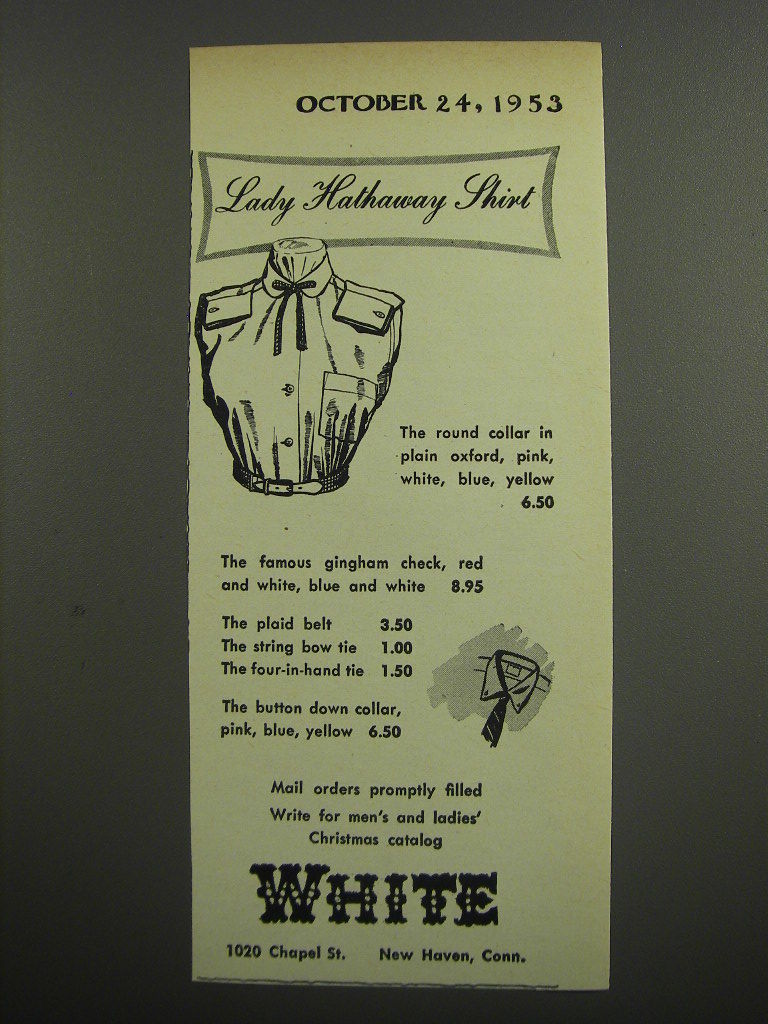 OCTOBER 24, 1953
Lady Hathaway Shirt
The round collar in
plain oxford, pink,
white, blue, yellow
6.50
The famous gingham check, red
and white, blue and white 8.95
The plaid belt 3.50
The string bow tie 1.00
The four-in-hand tie 1.50
The button down collar,
pink, blue, yellow 6.50
Mail orders promptly filled
Write for men's and ladies'
Christmas catalog
WHITE
1020 Chapel St. New Haven, Conn.